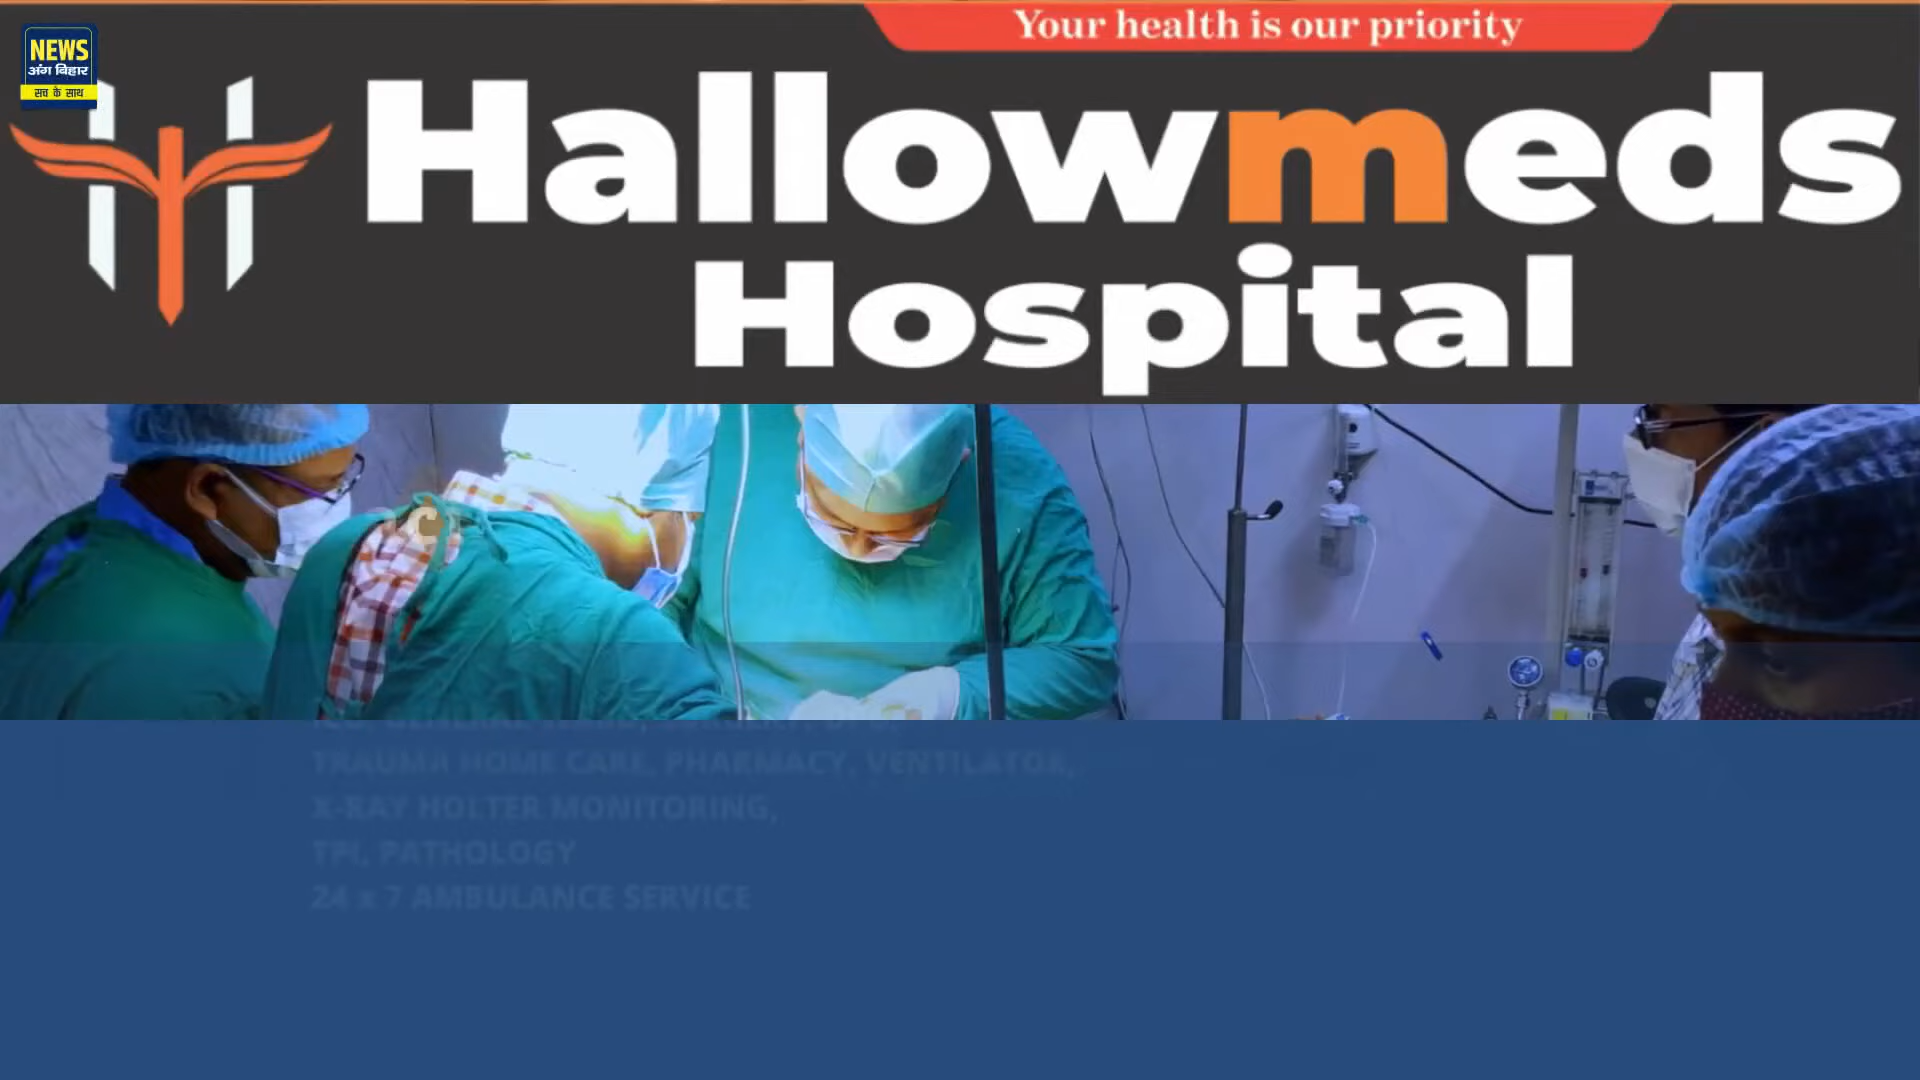 Your health is our priority
NEWS
अंग बिहार
सच के साथ
Hallowmeds
Hospital
TRAUMA HOME CARE, PHARMACY, VENTILATOR,
X-RAY HOLTER MONITORING,
TPI, PATHOLOGY
24 x 7 AMBULANCE SERVICE